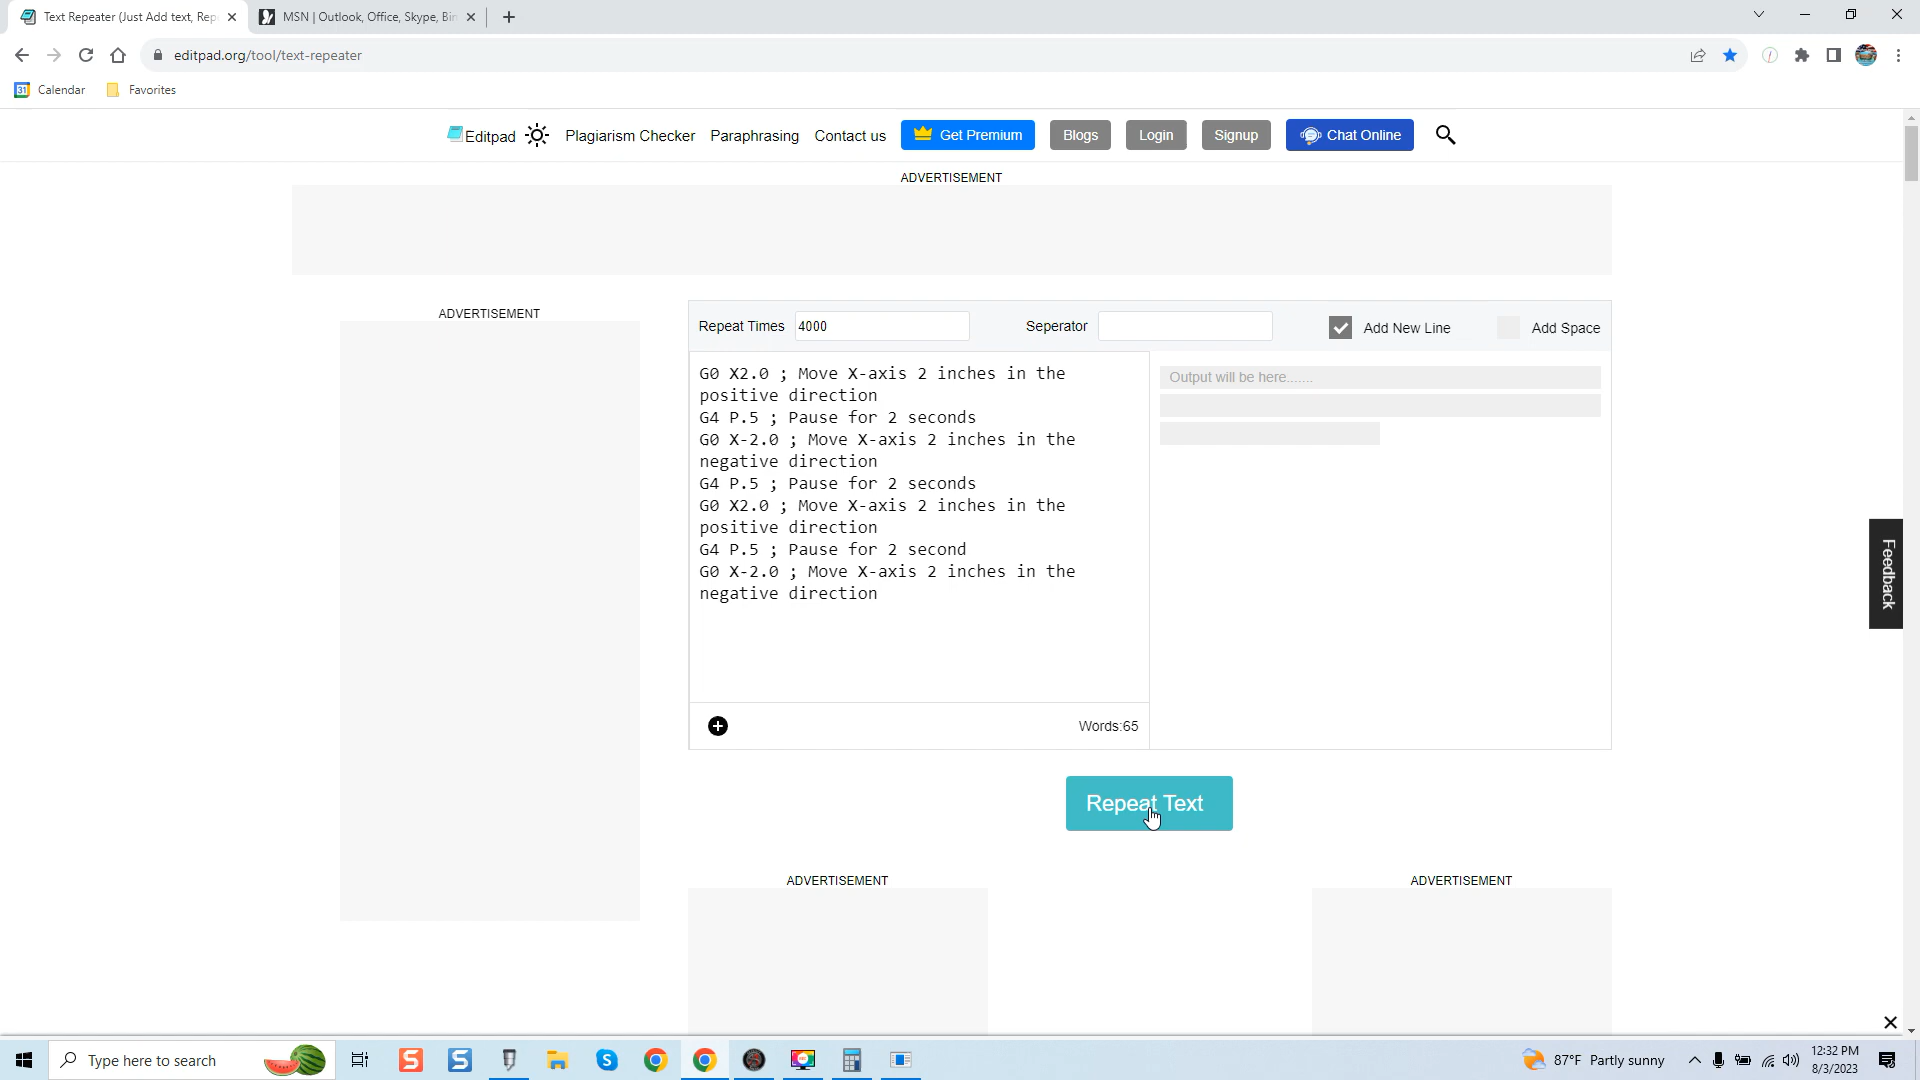 Text Repeater (Just Add text, Rep
MSN | Outlook, Office, Skype, Bin
editpad.org/tool/text-repeater
31 Calendar
Favorites
Editpad
Plagiarism Checker
Paraphrasing
Contact us
Get Premium
Blogs
Login
Signup
Chat Online
ADVERTISEMENT
ADVERTISEMENT
Repeat Times 4000
Seperator
Add New Line
Add Space
G0 X2.0 ; Move X-axis 2 inches in the
positive direction
G4 P.5 ; Pause for 2 seconds
G0 X-2.0 ; Move X-axis 2 inches in the
negative direction
G4 P.5 ; Pause for 2 seconds
G0 X2.0 ; Move X-axis 2 inches in the
positive direction
G4 P.5 ; Pause for 2 second
G0 X-2.0 ; Move X-axis 2 inches in the
negative direction
Output will be here.......
Words:65
Feedback
Repeat Text
ADVERTISEMENT
ADVERTISEMENT
Type here to search
S
S
87°F Partly sunny
12:32 PM
8/3/2023